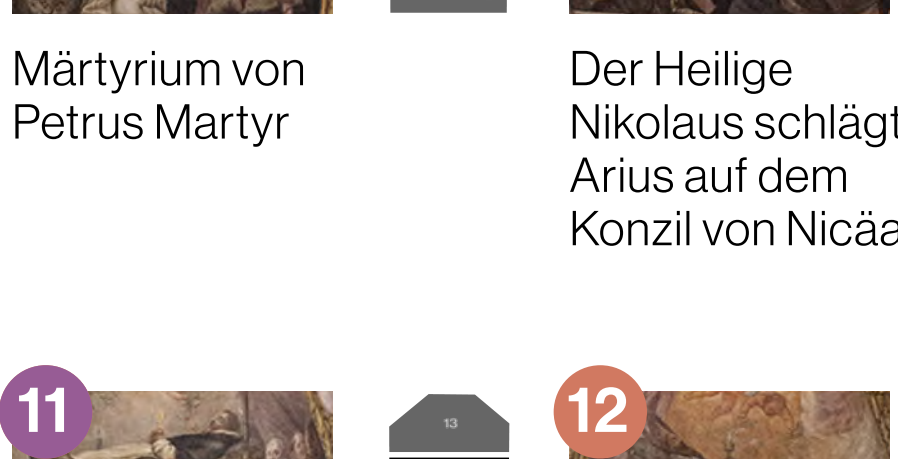 Märtyrium von
Petrus Martyr
Der Heilige
Nikolaus schlägt
Arius auf dem
Konzil von Nicäa
11
13
12